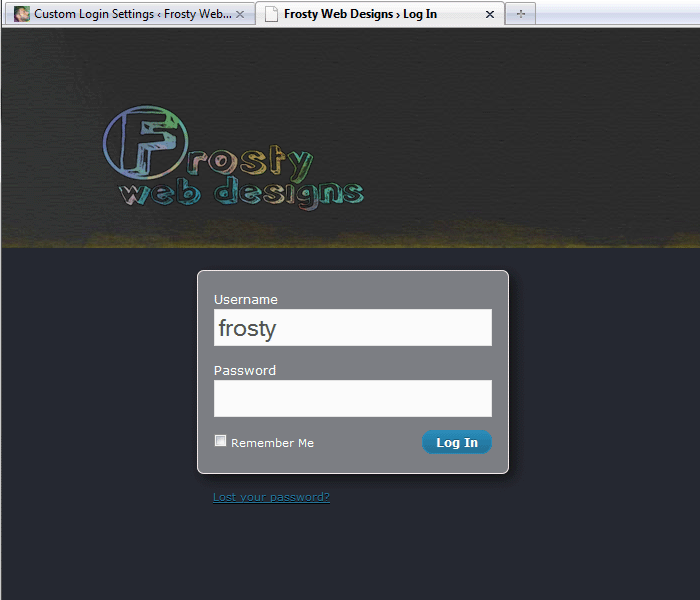 Custom Login Settings ‹ Frosty Web...
Frosty Web Designs › Log In
Frosty
web designs
Username
frosty
Password
Remember Me
Log In
Lost your password?